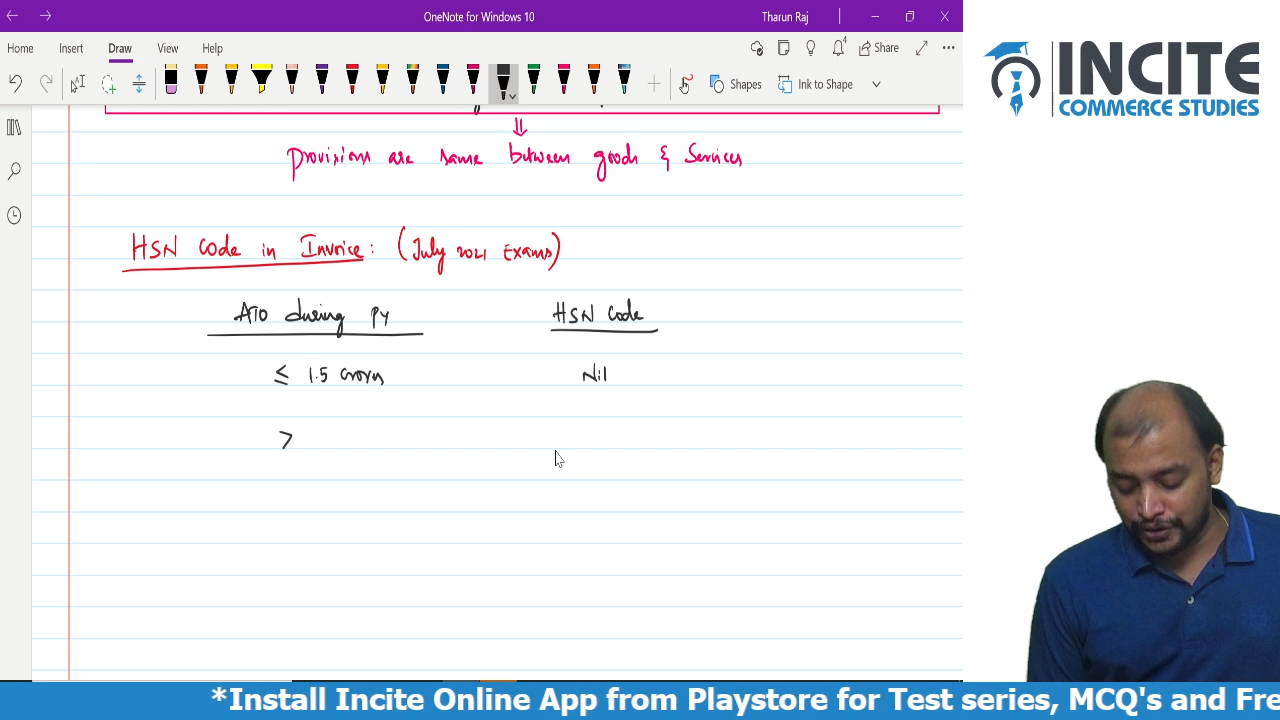 OneNote for Windows 10
Tharun Raj
Home Insert Draw View Help
4
Share
Shapes
Ink to Shape
INCITE
COMMERCE STUDIES
Provisions are same between goods & Services
HSN Code in Invoice: (July 2021 Exams)
ATO during PY HSN Code
≤ 1.5 crores Nil
>
*Install Incite Online App from Playstore for Test series, MCQ's and Fre